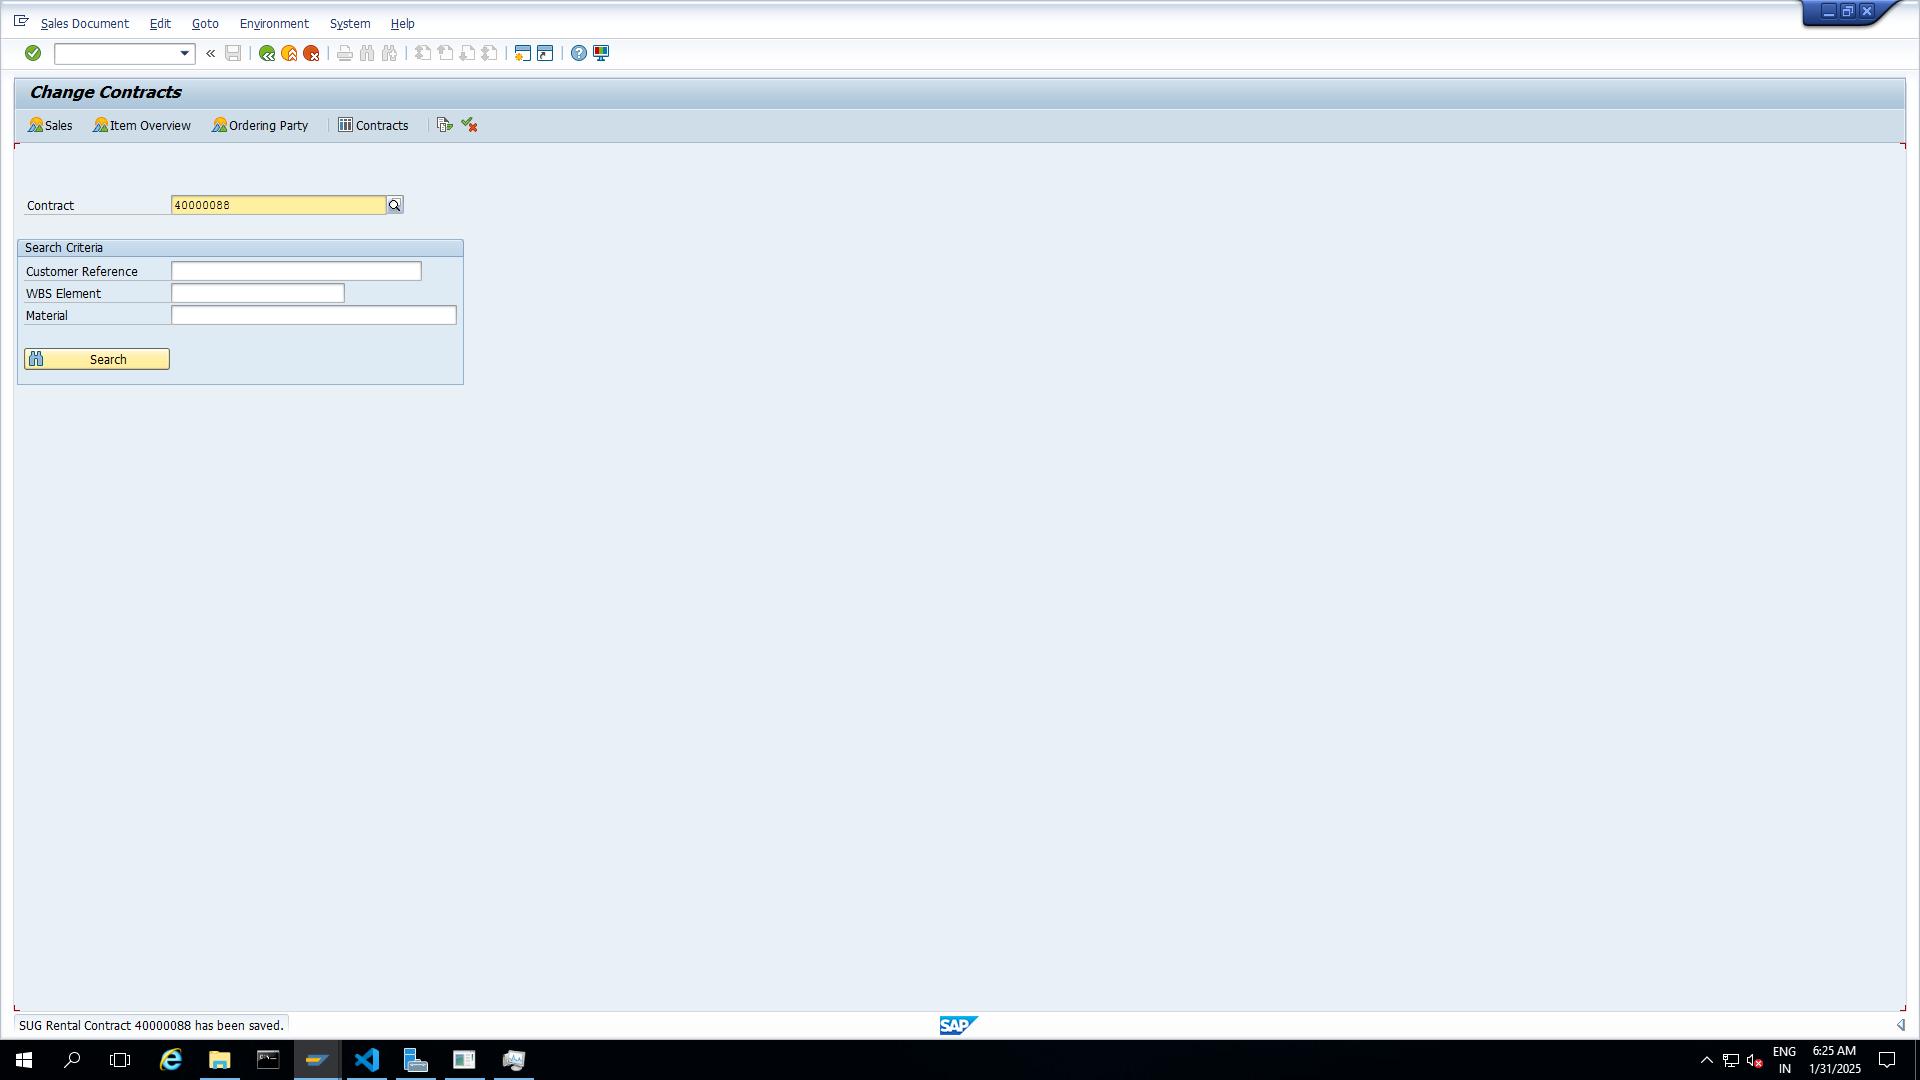 Sales Document Edit Goto Environment System Help
Change Contracts
Sales Item Overview Ordering Party Contracts
Contract 40000088
Search Criteria
Customer Reference
WBS Element
Material
Search
SUG Rental Contract 40000088 has been saved.
SAP
ENG 6:25 AM
IN 1/31/2025